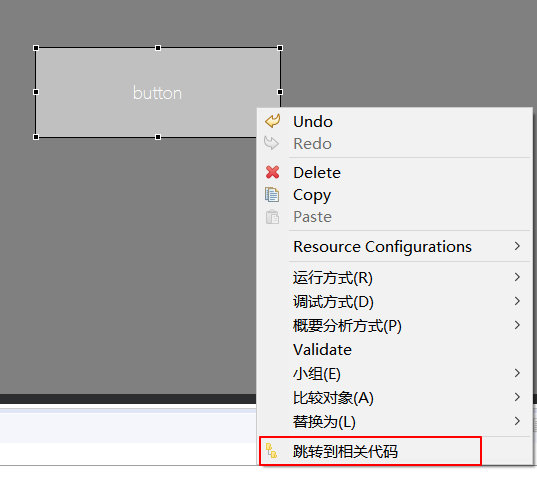 button
Undo
Redo
Delete
Copy
Paste
Resource Configurations
运行方式(R)
调试方式(D)
概要分析方式(P)
Validate
小组(E)
比较对象(A)
替换为(L)
跳转到相关代码